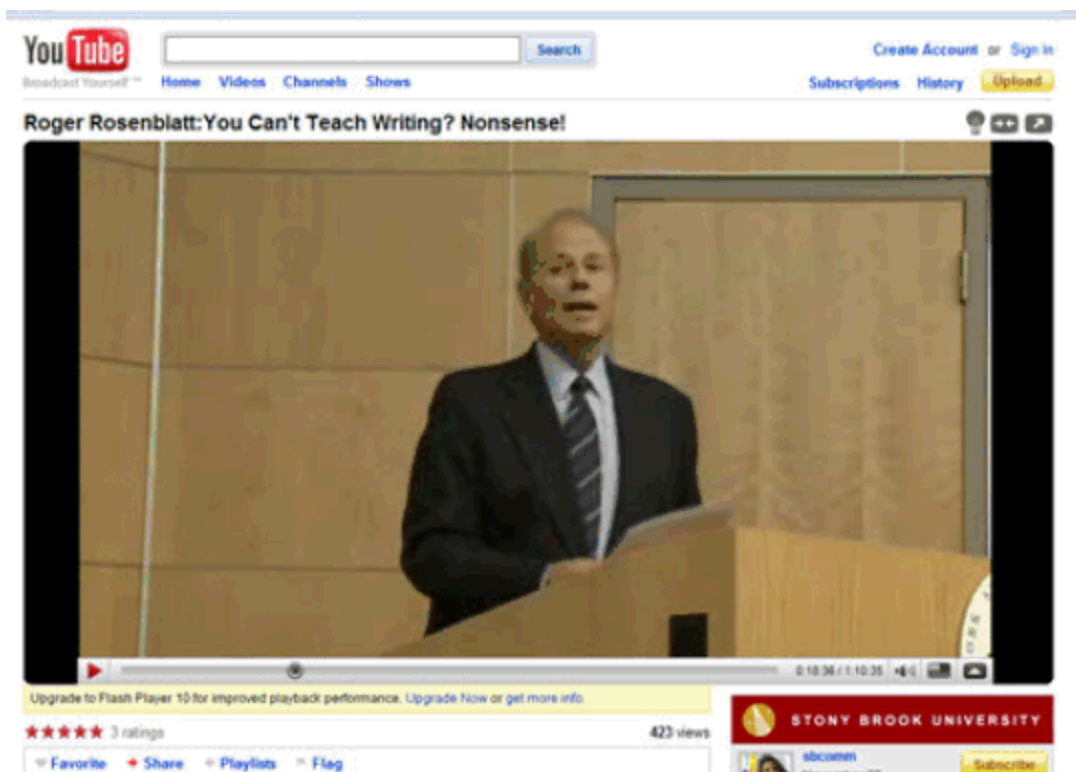 You Tube Search Create Account or Sign In
Broadcast Yourself ™ Home Videos Channels Shows Subscriptions History Upload
Roger Rosenblatt:You Can't Teach Writing? Nonsense!
0:18:36 / 1:10:35
Upgrade to Flash Player 10 for improved playback performance. Upgrade Now or get more info.
3 ratings 423 views
STONY BROOK UNIVERSITY
Favorite Share Playlists Flag
sbcomm
Subscribe